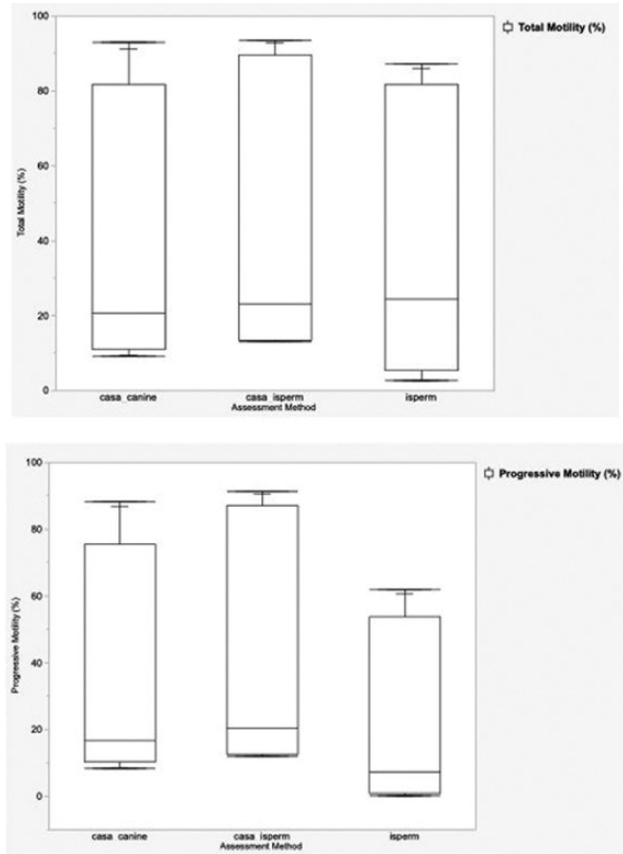 100
Total Motility (%)
80
60
40
20
0
Total Motility (%)
casa_canine
casa_isperm
isperm
Assessment Method
100
Progressive Motility (%)
80
60
40
20
0
Progressive Motility (%)
casa_canine
casa_isperm
isperm
Assessment Method